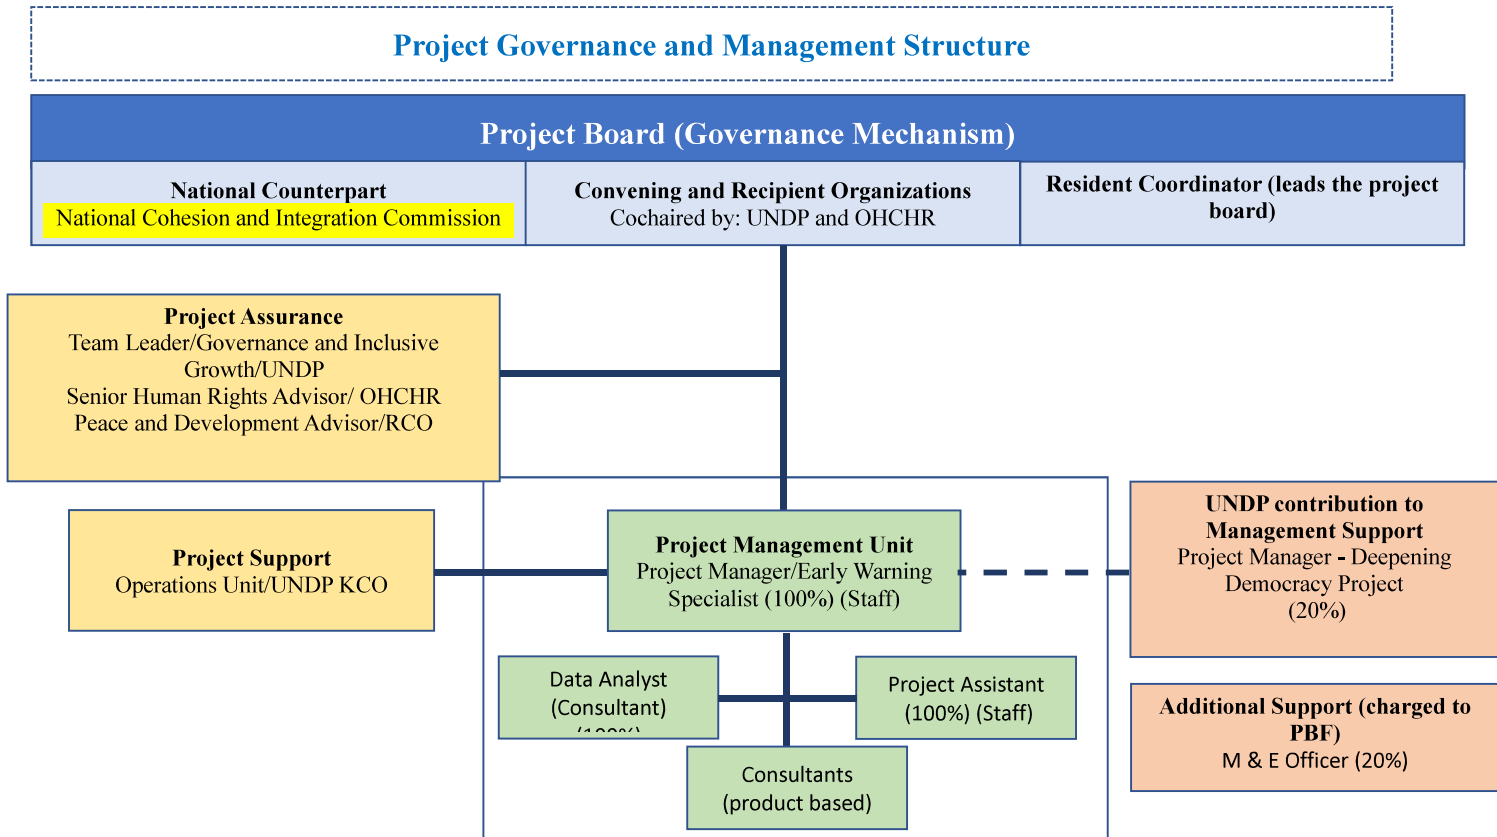 Project Governance and Management Structure
Project Board (Governance Mechanism)
National Counterpart
National Cohesion and Integration Commission
Convening and Recipient Organizations
Cochaired by: UNDP and OHCHR
Resident Coordinator (leads the project
board)
Project Assurance
Team Leader/Governance and Inclusive
Growth/UNDP
Senior Human Rights Advisor/ OHCHR
Peace and Development Advisor/RCO
Project Support
Operations Unit/UNDP KCO
Project Management Unit
Project Manager/Early Warning
Specialist (100%) (Staff)
UNDP contribution to
Management Support
Project Manager - Deepening
Democracy Project
(20%)
Data Analyst
(Consultant)
(100%)
Project Assistant
(100%) (Staff)
Consultants
(product based)
Additional Support (charged to
PBF)
M & E Officer (20%)